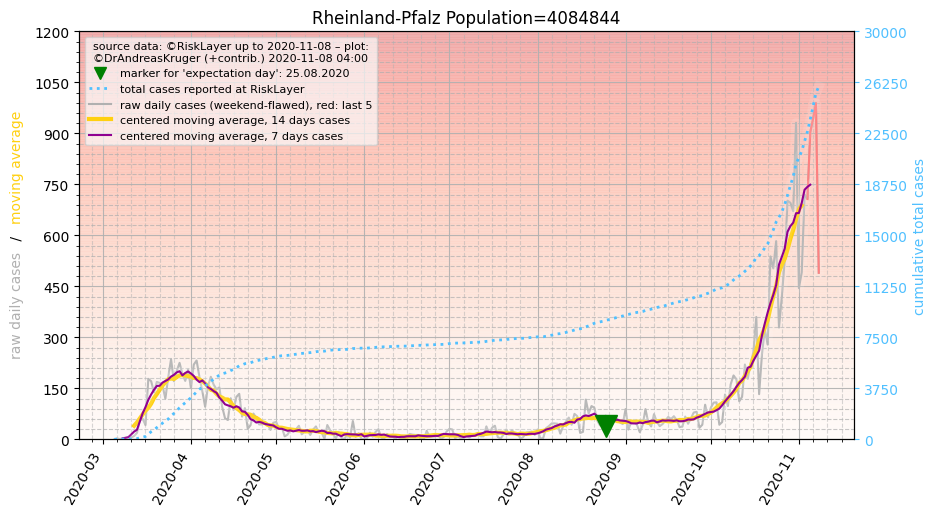 Rheinland-Pfalz Population=4084844
source data: ©RiskLayer up to 2020-11-08 – plot:
©DrAndreasKruger (+contrib.) 2020-11-08 04:00
marker for 'expectation day': 25.08.2020
total cases reported at RiskLayer
raw daily cases (weekend-flawed), red: last 5
centered moving average, 14 days cases
centered moving average, 7 days cases
raw daily cases / moving average
1200
1050
900
750
600
450
300
150
0
30000
26250
22500
18750
15000
11250
7500
3750
0
cumulative total cases
2020-03
2020-04
2020-05
2020-06
2020-07
2020-08
2020-09
2020-10
2020-11